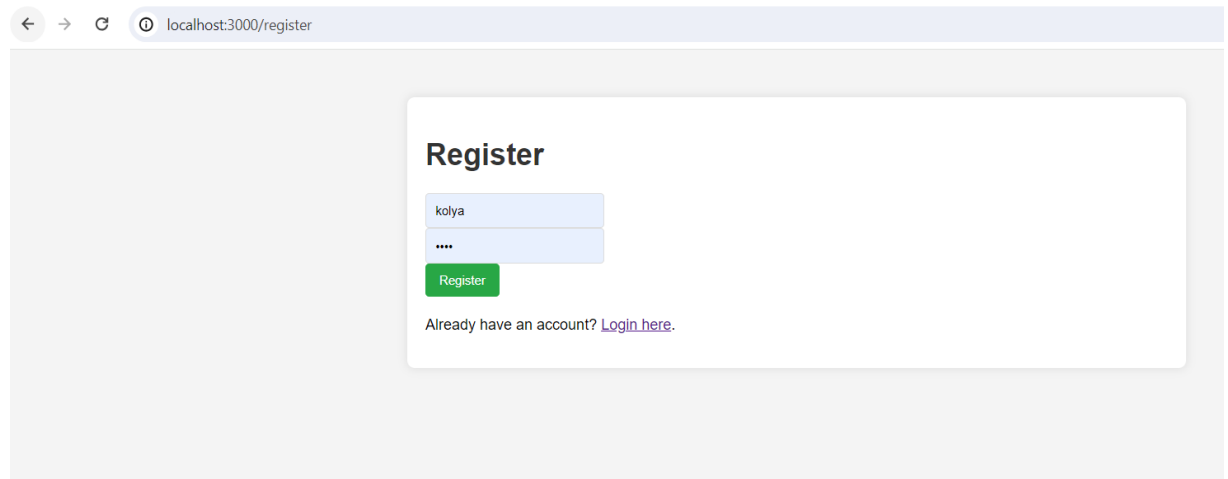 localhost:3000/register
Register
kolya
••••
Register
Already have an account? Login here.